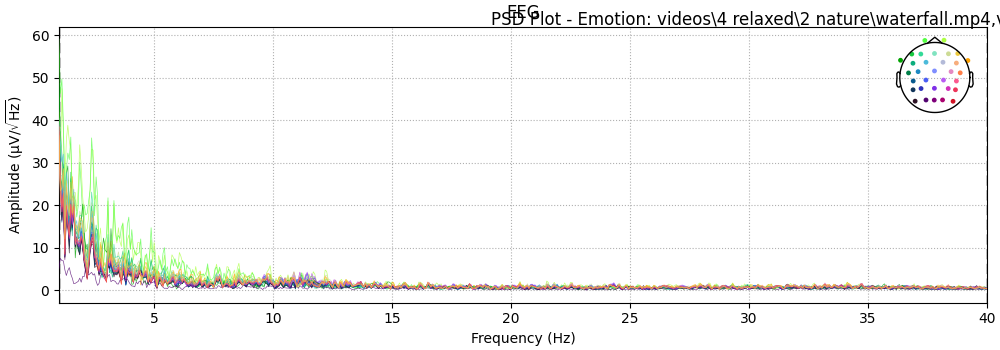 EEG
PSD Plot - Emotion: videos\4 relaxed\2 nature\waterfall.mp4,v
60
50
40
30
20
10
0
Amplitude (µV/√Hz)
5 10 15 20 25 30 35 40
Frequency (Hz)